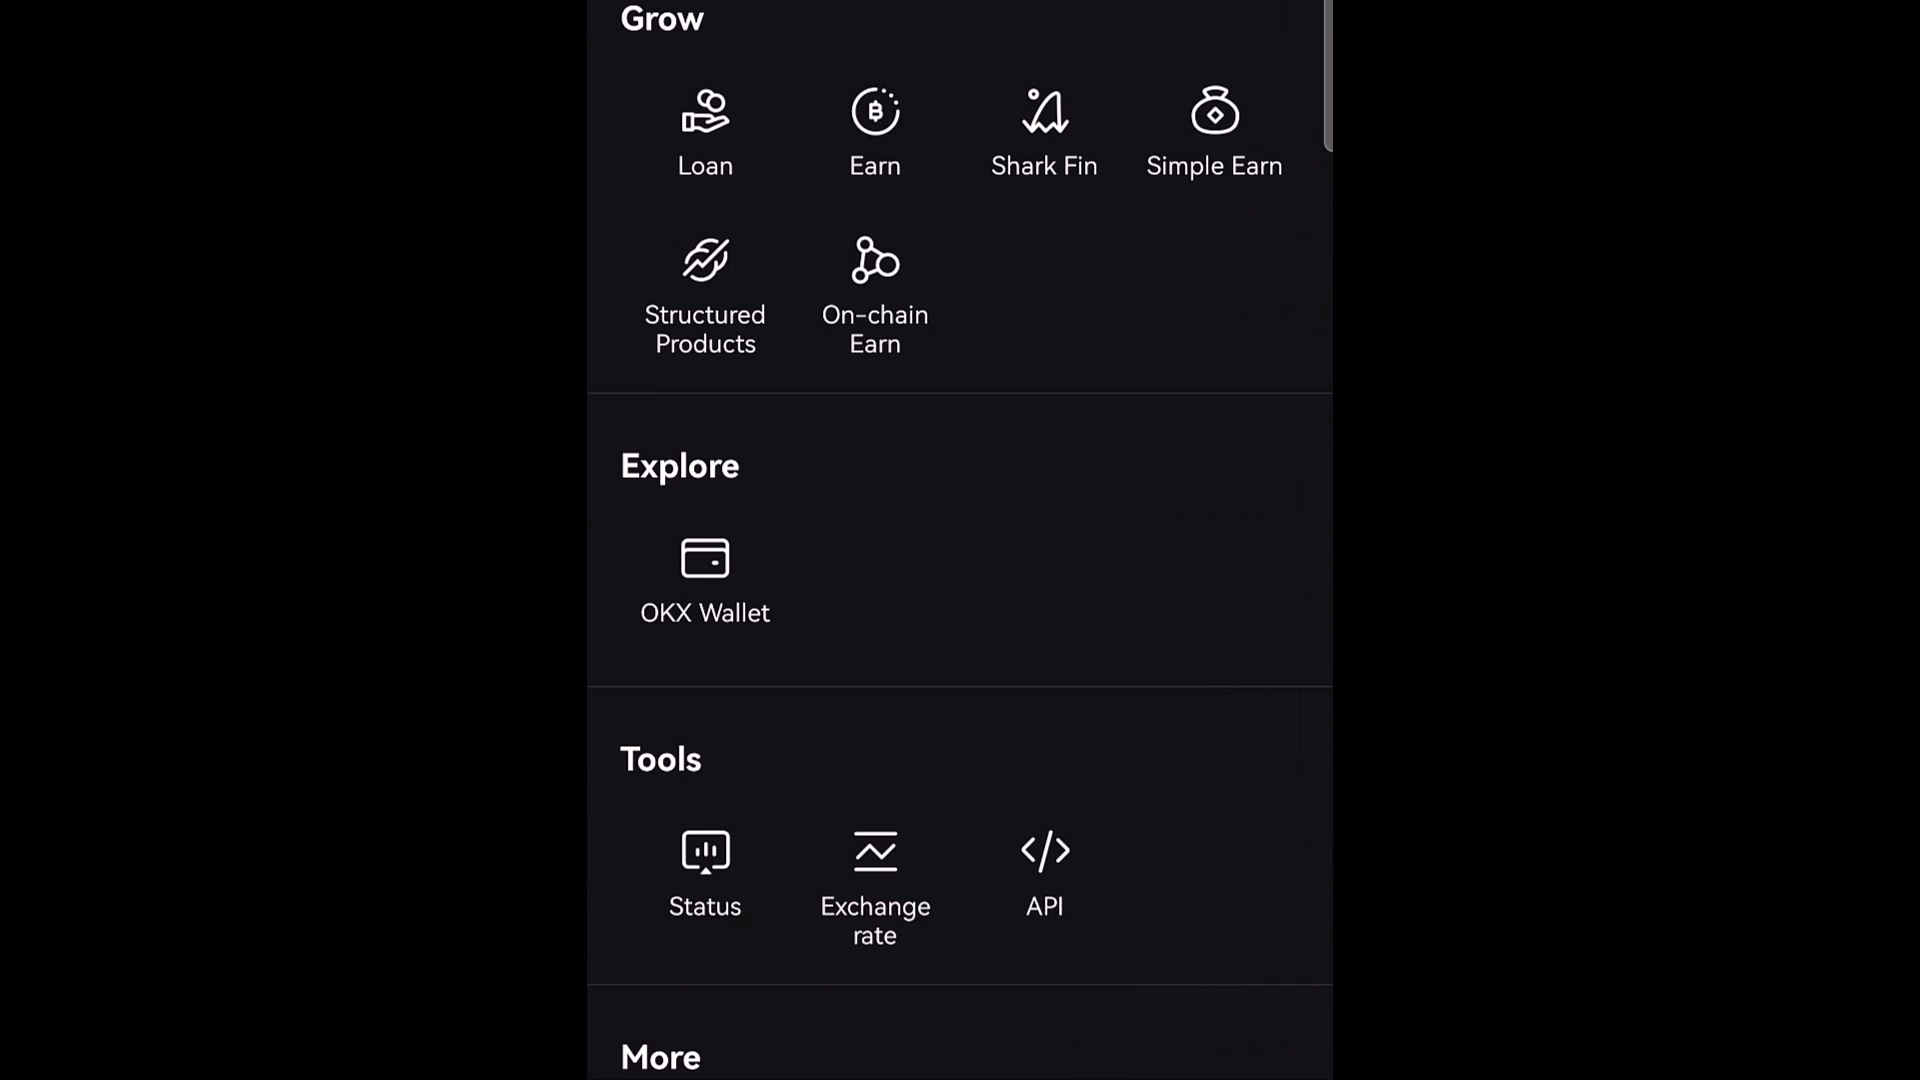 Grow
Loan
Earn
Shark Fin
Simple Earn
Structured
Products
On-chain
Earn
Explore
OKX Wallet
Tools
Status
Exchange
rate
API
More